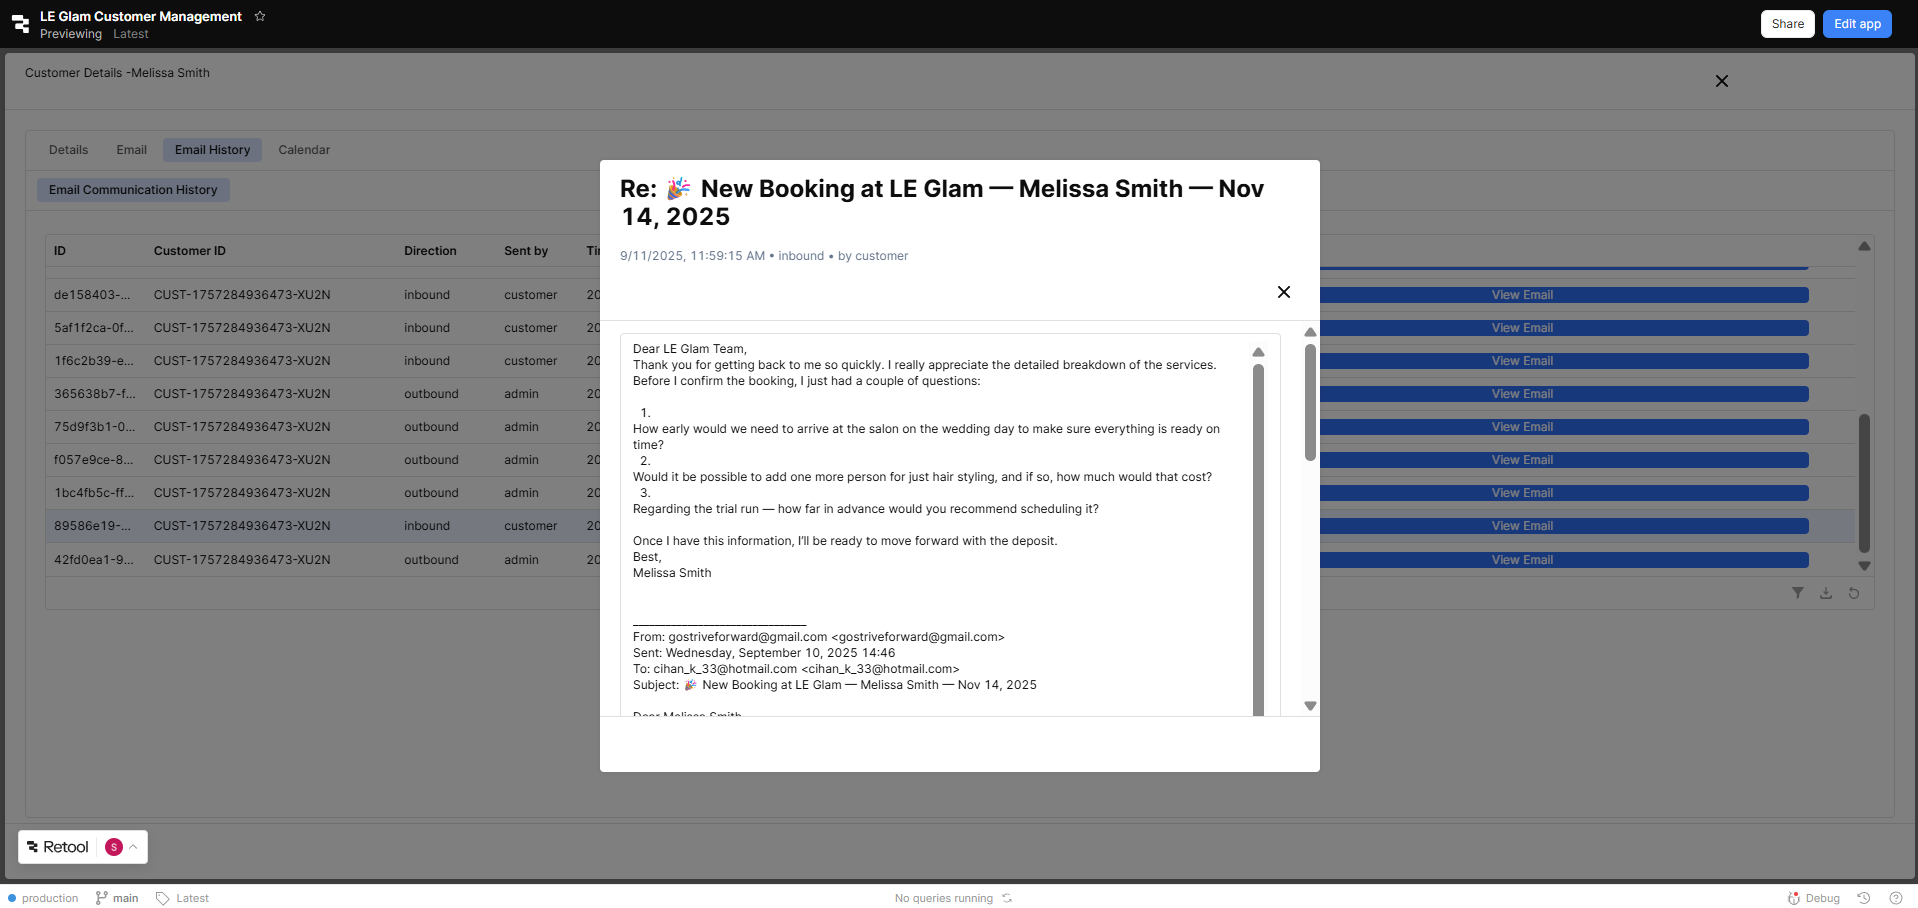 LE Glam Customer Management
Previewing Latest
Share
Edit app
Customer Details -Melissa Smith
Details Email Email History Calendar
Email Communication History
ID Customer ID Direction Sent by
de158403-... CUST-1757284936473-XU2N inbound customer 20 View Email
5af1f2ca-0f... CUST-1757284936473-XU2N inbound customer 20 View Email
1f6c2b39-e... CUST-1757284936473-XU2N inbound customer 20 View Email
365638b7-f... CUST-1757284936473-XU2N outbound admin 20 View Email
75d9f3b1-0... CUST-1757284936473-XU2N outbound admin 20 View Email
f057e9ce-8... CUST-1757284936473-XU2N outbound admin 20 View Email
1bc4fb5c-ff... CUST-1757284936473-XU2N outbound admin 20 View Email
89586e19-... CUST-1757284936473-XU2N inbound customer 20 View Email
42fd0ea1-9... CUST-1757284936473-XU2N outbound admin 20 View Email
Re: 🎉 New Booking at LE Glam — Melissa Smith — Nov
14, 2025
9/11/2025, 11:59:15 AM • inbound • by customer
Dear LE Glam Team,
Thank you for getting back to me so quickly. I really appreciate the detailed breakdown of the services.
Before I confirm the booking, I just had a couple of questions:
1.
How early would we need to arrive at the salon on the wedding day to make sure everything is ready on
time?
2.
Would it be possible to add one more person for just hair styling, and if so, how much would that cost?
3.
Regarding the trial run — how far in advance would you recommend scheduling it?
Once I have this information, I'll be ready to move forward with the deposit.
Best,
Melissa Smith
________________________________
From: gostriveforward@gmail.com <gostriveforward@gmail.com>
Sent: Wednesday, September 10, 2025 14:46
To: cihan_k_33@hotmail.com <cihan_k_33@hotmail.com>
Subject: 🎉 New Booking at LE Glam — Melissa Smith — Nov 14, 2025
Dear Melissa Smith
Retool S
production main Latest
No queries running
Debug